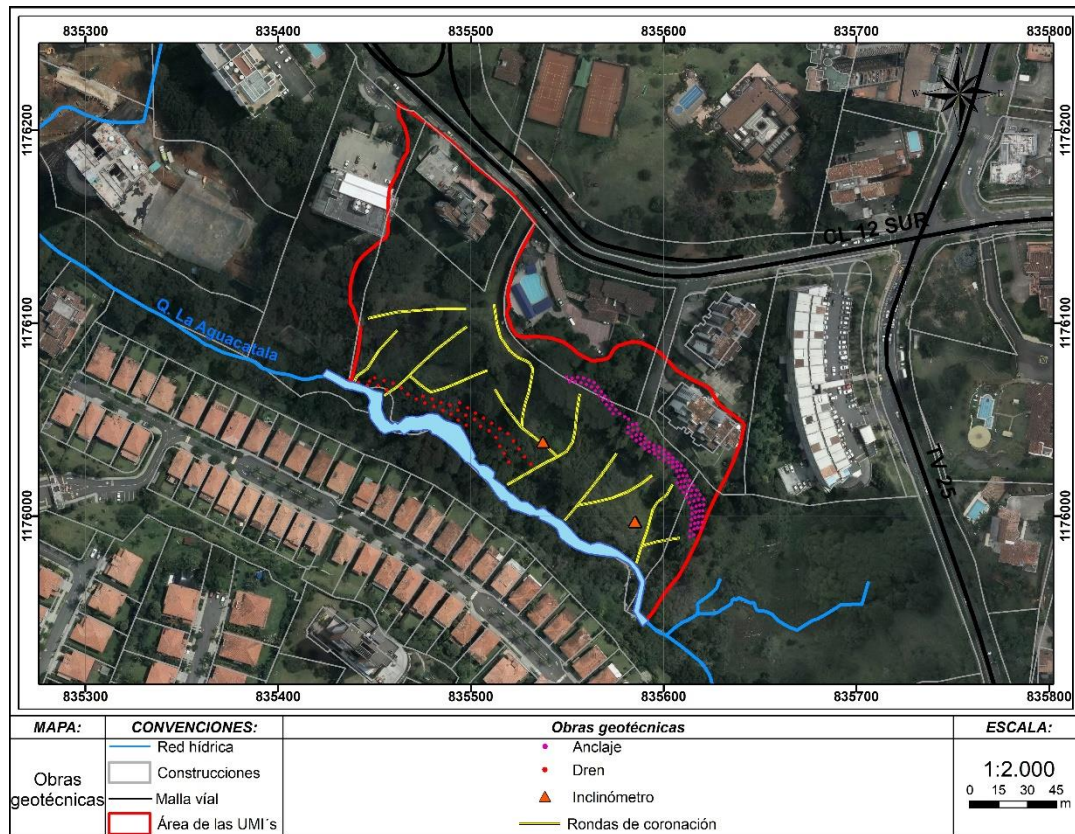 835300 835400 835500 835600 835700 835800
1176200 1176200
N
W E
CL 12 SUR
1176100 1176100
Q. La Aguacatala
TV 25
1176000 1176000
835300 835400 835500 835600 835700 835800
MAPA: CONVENCIONES: Obras geotécnicas ESCALA:
Obras geotécnicas
Red hídrica
Construcciones
Malla víal
Área de las UMI´s
Anclaje
Dren
Inclinómetro
Rondas de coronación
1:2.000
0 15 30 45
m